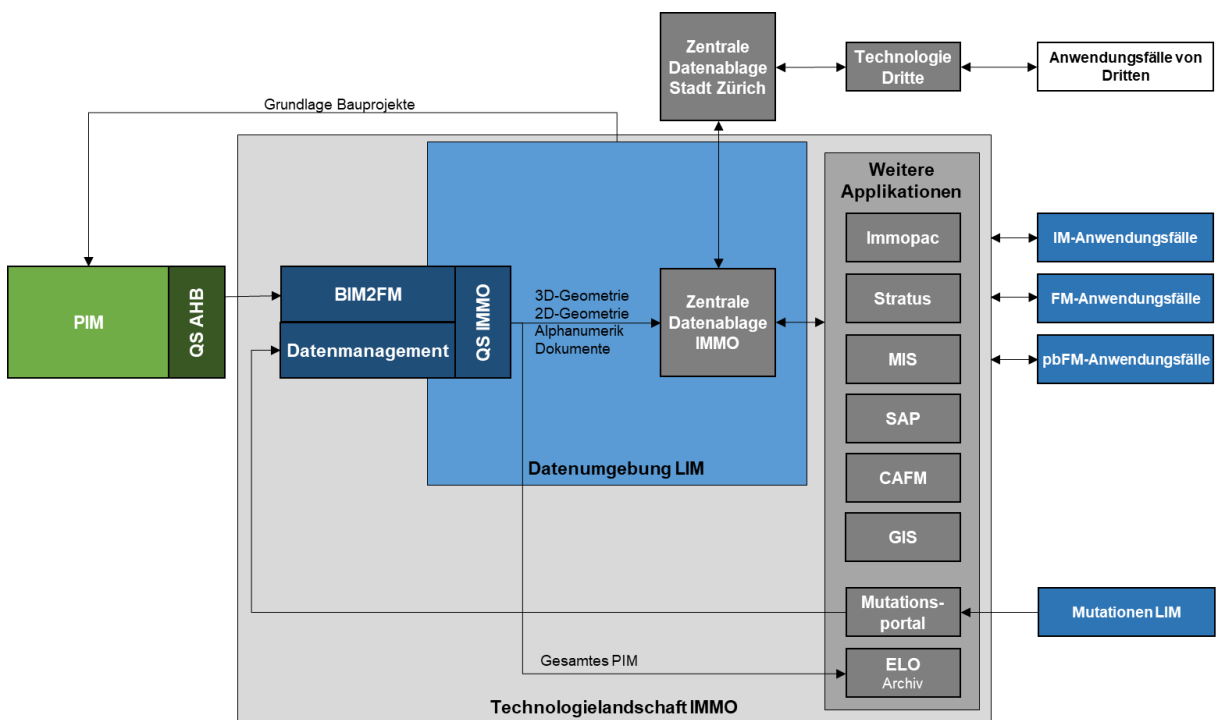 Zentrale
Datenablage
Stadt Zürich
Technologie
Dritte
Anwendungsfälle von
Dritten
Grundlage Bauprojekte
Weitere
Applikationen
Immopac
IM-Anwendungsfälle
PIM
QS AHB
BIM2FM
Datenmanagement
QS IMMO
3D-Geometrie
2D-Geometrie
Alphanumerik
Dokumente
Zentrale
Datenablage
IMMO
Stratus
FM-Anwendungsfälle
MIS
pbFM-Anwendungsfälle
SAP
Datenumgebung LIM
CAFM
GIS
Mutations-
portal
Mutationen LIM
Gesamtes PIM
ELO
Archiv
Technologielandschaft IMMO